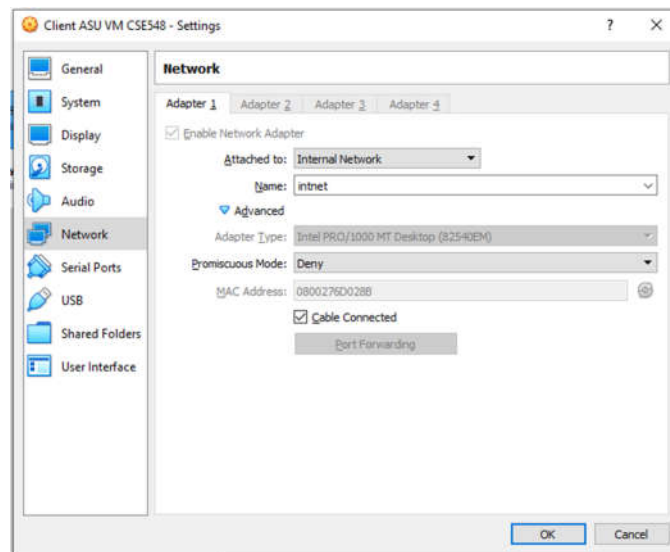 Client ASU VM CSE548 - Settings
?
General
System
Display
Storage
Audio
Network
Serial Ports
USB
Shared Folders
User Interface
Network
Adapter 1 Adapter 2 Adapter 3 Adapter 4
Enable Network Adapter
Attached to: Internal Network
Name: intnet
Advanced
Adapter Type: Intel PRO/1000 MT Desktop (82540EM)
Promiscuous Mode: Deny
MAC Address: 0800276D028B
Cable Connected
Port Forwarding
OK Cancel